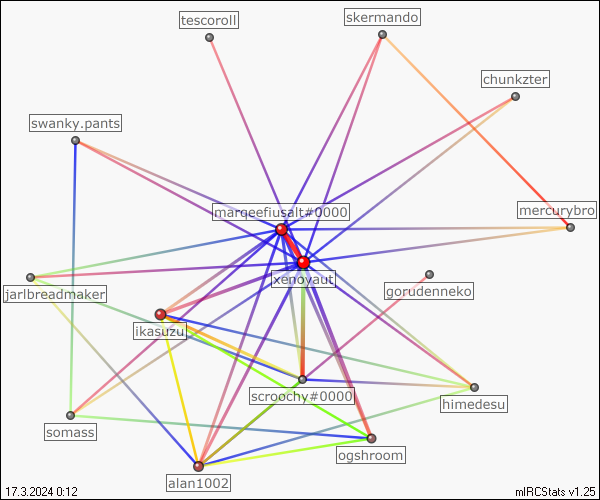 skermando
tescoroll
chunkzter
swanky.pants
marqeefiusalt#0000
mercurybro
xenoyaut
jarlbreadmaker
gorudenneko
ikasuzu
scroochy#0000
himedesu
somass
ogshroom
alan1002
17.3.2024 0:12
mIRCStats v1.25